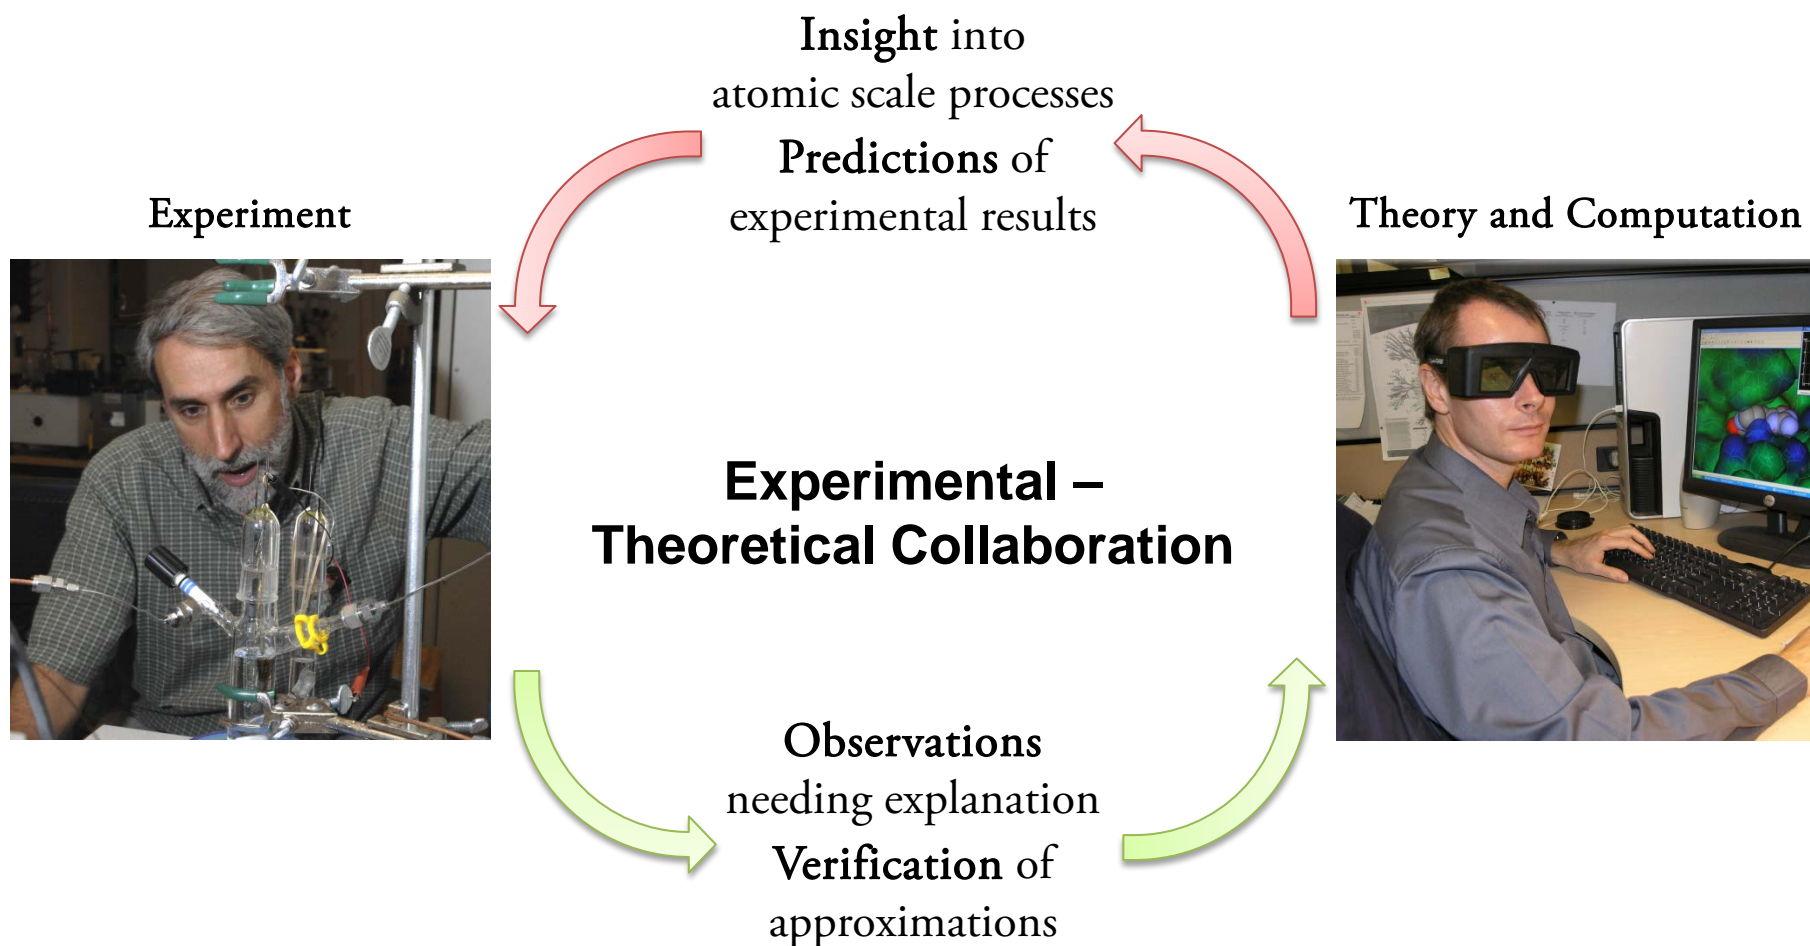 Insight into
atomic scale processes
Predictions of
experimental results
Experiment
Theory and Computation
Experimental –
Theoretical Collaboration
Observations
needing explanation
Verification of
approximations